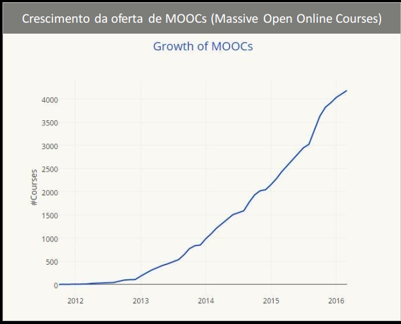 Crescimento da oferta de MOOCs (Massive Open Online Courses)
Growth of MOOCs
4000
3500
3000
2500
2000
1500
1000
500
0
#Courses
2012 2013 2014 2015 2016